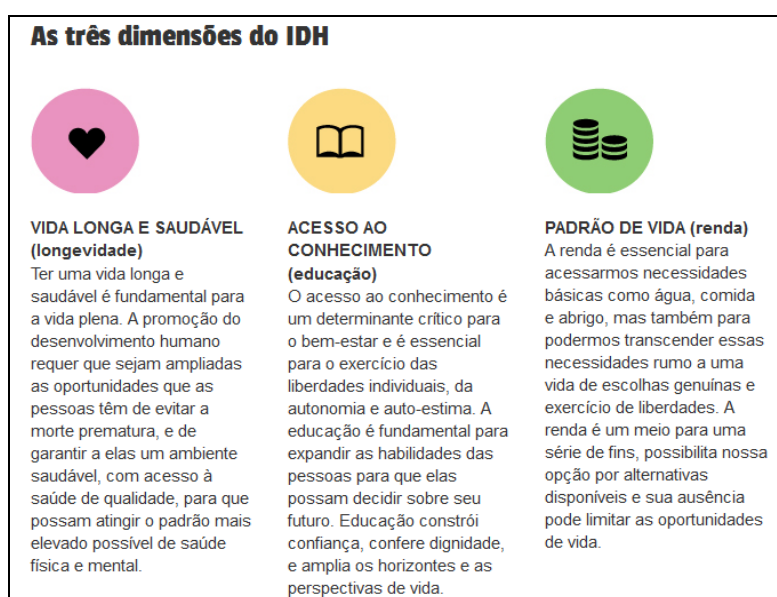 As três dimensões do IDH
VIDA LONGA E SAUDÁVEL
(longevidade)
Ter uma vida longa e
saudável é fundamental para
a vida plena. A promoção do
desenvolvimento humano
requer que sejam ampliadas
as oportunidades que as
pessoas têm de evitar a
morte prematura, e de
garantir a elas um ambiente
saudável, com acesso à
saúde de qualidade, para que
possam atingir o padrão mais
elevado possível de saúde
física e mental.
ACESSO AO
CONHECIMENTO
(educação)
O acesso ao conhecimento é
um determinante crítico para
o bem-estar e é essencial
para o exercício das
liberdades individuais, da
autonomia e auto-estima. A
educação é fundamental para
expandir as habilidades das
pessoas para que elas
possam decidir sobre seu
futuro. Educação constrói
confiança, confere dignidade,
e amplia os horizontes e as
perspectivas de vida.
PADRÃO DE VIDA (renda)
A renda é essencial para
acessarmos necessidades
básicas como água, comida
e abrigo, mas também para
podermos transcender essas
necessidades rumo a uma
vida de escolhas genuínas e
exercício de liberdades. A
renda é um meio para uma
série de fins, possibilita nossa
opção por alternativas
disponíveis e sua ausência
pode limitar as oportunidades
de vida.